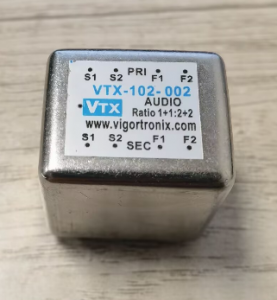 S1 S2 PRI F1 F2
VTX-102-002
VTX AUDIO
Ratio 1+1:2+2
www.vigortronix.com
S1 S2 SEC F1 F2